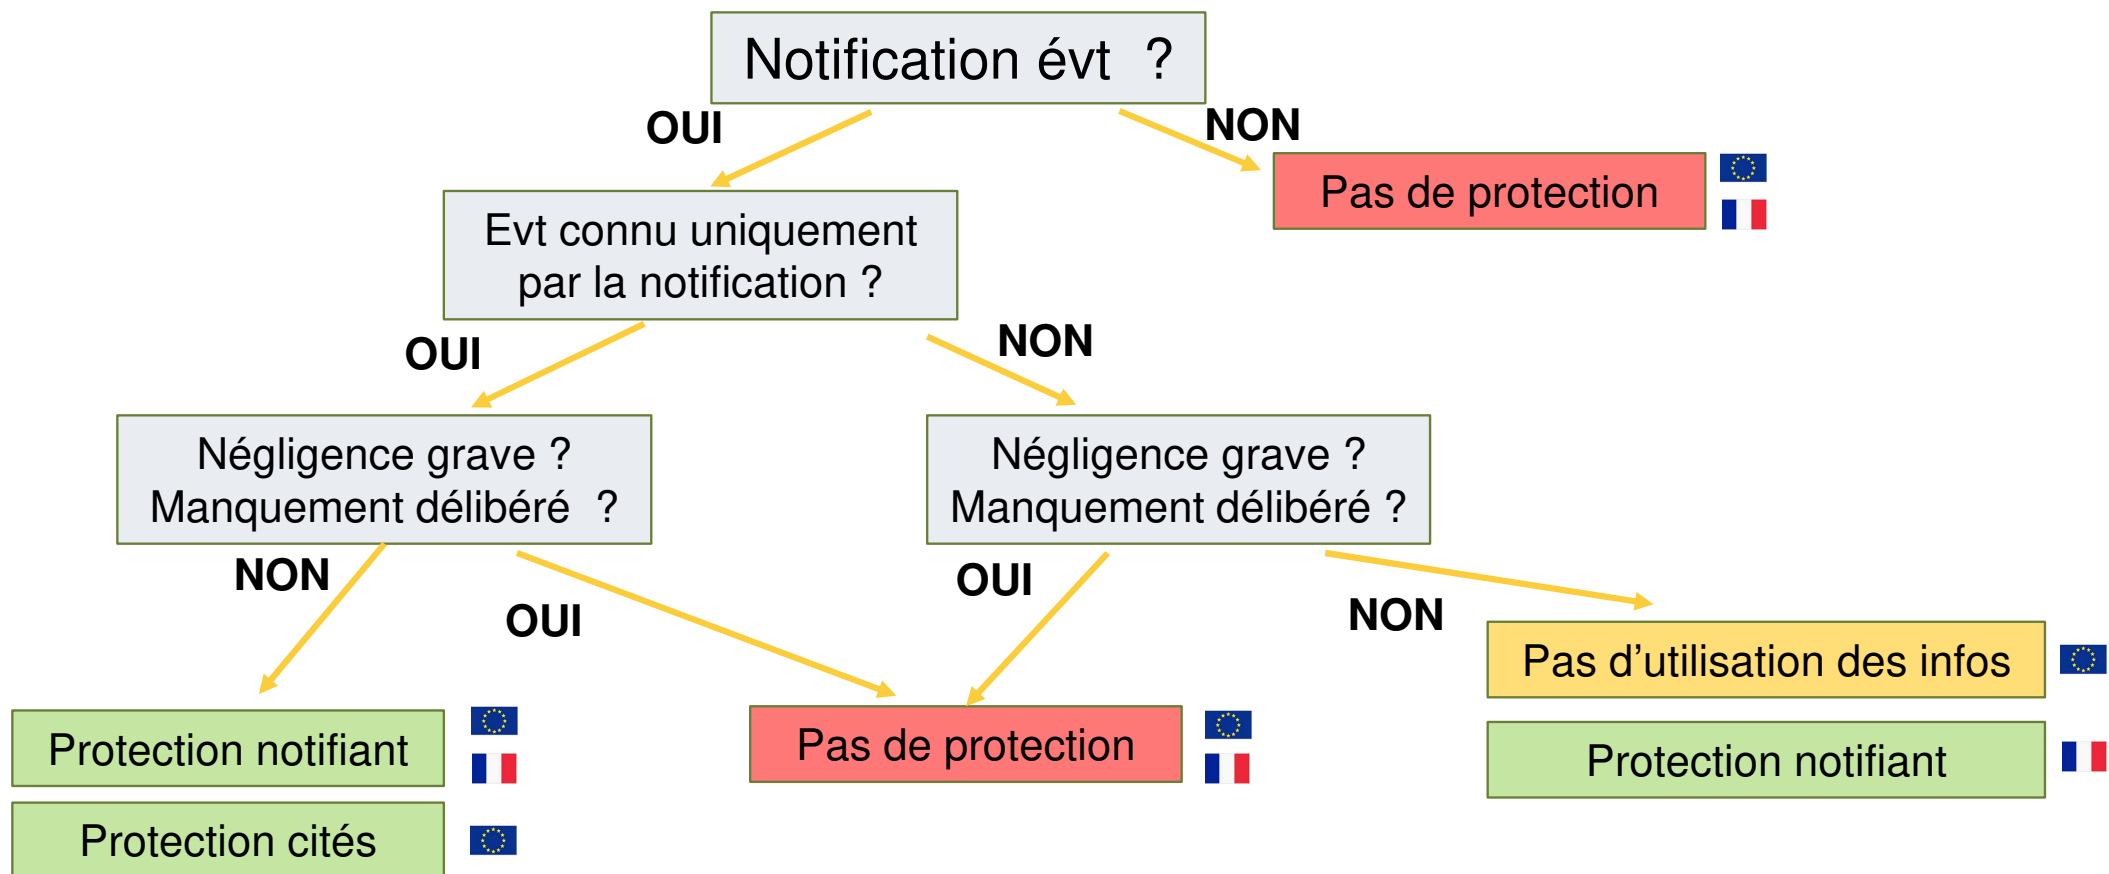 Notification évt ?
OUI
NON
Pas de protection
Evt connu uniquement
par la notification ?
OUI
NON
Négligence grave ?
Manquement délibéré ?
Négligence grave ?
Manquement délibéré ?
NON
OUI
OUI
NON
Pas d’utilisation des infos
Protection notifiant
Pas de protection
Protection notifiant
Protection cités